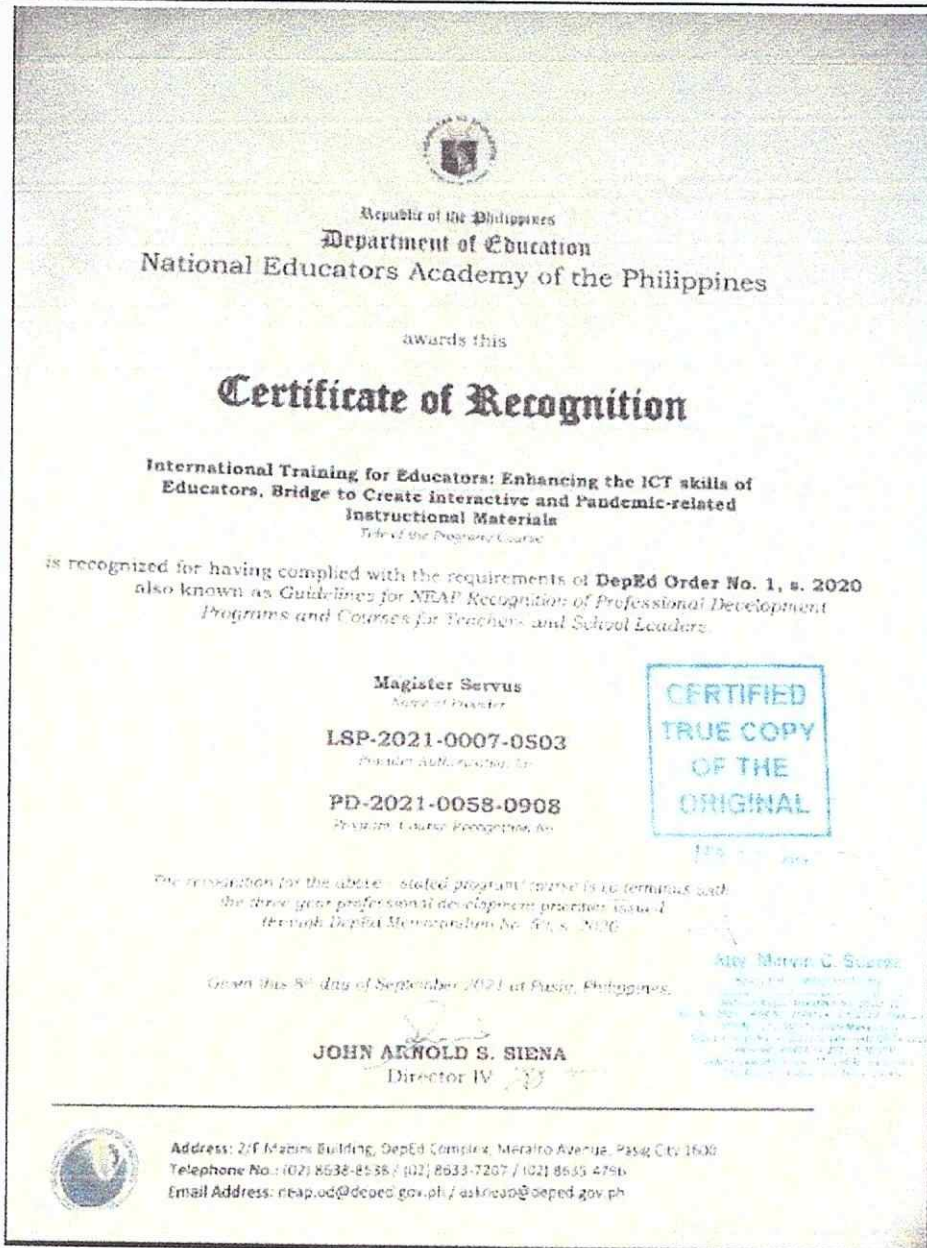 Republic of the Philippines
Department of Education
National Educators Academy of the Philippines
awards this
Certificate of Recognition
International Training for Educators: Enhancing the ICT skills of
Educators, Bridge to Create Interactive and Pandemic-related
Instructional Materials
Title of the Program/Course
is recognized for having complied with the requirements of DepEd Order No. 1, s. 2020
also known as Guidelines for NEAP Recognition of Professional Development
Programs and Courses for Teachers and School Leaders.
Magister Servus
Name of Provider
LSP-2021-0007-0503
Provider Authorization No.
PD-2021-0058-0908
Program/Course Recognition No.
CERTIFIED
TRUE COPY
OF THE
ORIGINAL
The recognition for the above-stated program/course is co-terminus with
the three-year professional development priorities issued
through DepEd Memorandum No. s. 2020
Given this 8th day of September 2021 at Pasig, Philippines.
Atty. Marvin C.
JOHN ARNOLD S. SIENA
Director IV
Address: 2/F Mabini Building, DepEd Complex, Meralco Avenue, Pasig City 1600
Telephone No.: (02) 8638-8638 / (02) 8633-7207 / (02) 8635-4796
Email Address: neap.od@deped.gov.ph / askneap@deped.gov.ph